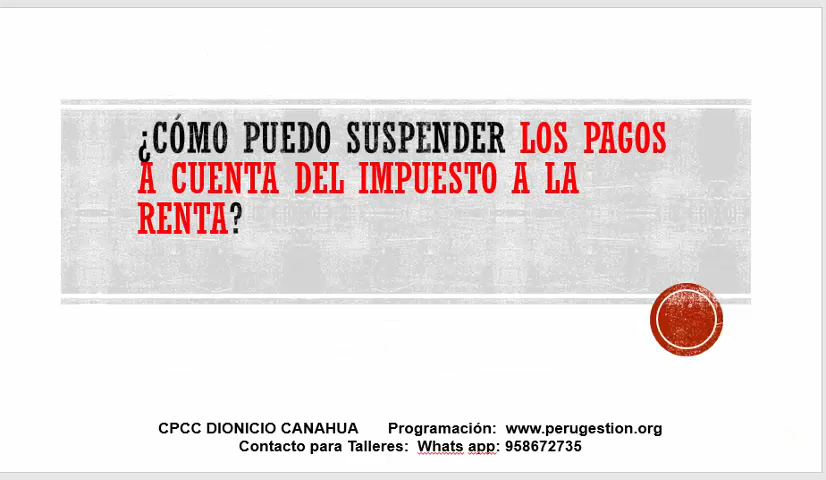 ¿CÓMO PUEDO SUSPENDER LOS PAGOS
A CUENTA DEL IMPUESTO A LA
RENTA?
CPCC DIONICIO CANAHUA Programación: www.perugestion.org
Contacto para Talleres: Whats app: 958672735